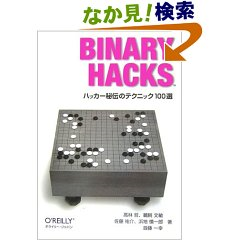 なか見!検索
BINARY
HACKS
ハッカー秘伝のテクニック100選
高林 哲、鵜飼 文敏
佐藤 祐介、浜地 慎一郎 著
首藤 一幸
O'REILLY
オライリー・ジャパン